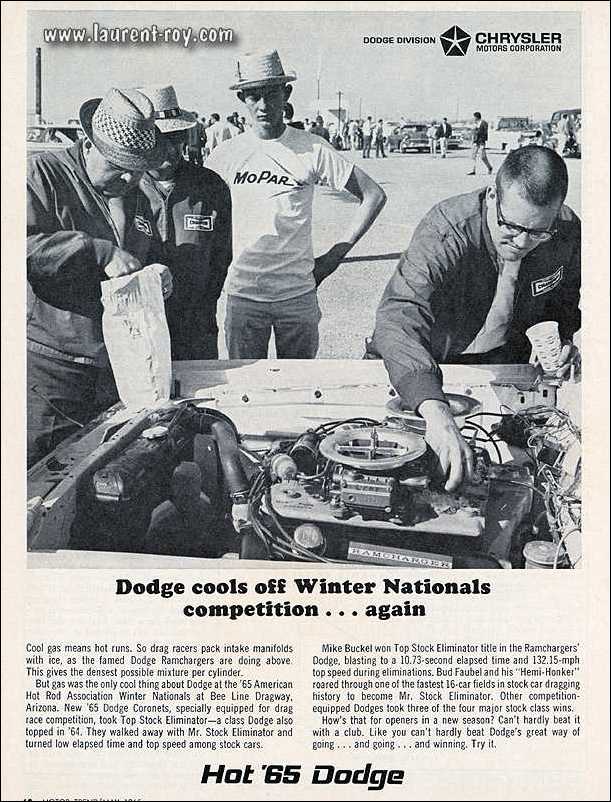 www.laurent-roy.com
DODGE DIVISION
CHRYSLER
MOTORS CORPORATION
MOPAR
RAMCHARGER
Dodge cools off Winter Nationals
competition . . . again
Cool gas means hot runs. So drag racers pack intake manifolds
with ice, as the famed Dodge Ramchargers are doing above.
This gives the densest possible mixture per cylinder.
But gas was the only cool thing about Dodge at the '65 American
Hot Rod Association Winter Nationals at Bee Line Dragway,
Arizona. New '65 Dodge Coronets, specially equipped for drag
race competition, took Top Stock Eliminator—a class Dodge also
topped in '64. They walked away with Mr. Stock Eliminator and
turned low elapsed time and top speed among stock cars.
Mike Buckel won Top Stock Eliminator title in the Ramchargers'
Dodge, blasting to a 10.73-second elapsed time and 132.15-mph
top speed during eliminations. Bud Faubel and his "Hemi-Honker"
roared through one of the fastest 16-car fields in stock car dragging
history to become Mr. Stock Eliminator. Other competition-
equipped Dodges took three of the four major stock class wins.
How's that for openers in a new season? Can't hardly beat it
with a club. Like you can't hardly beat Dodge's great way of
going . . . and going . . . and winning. Try it.
Hot '65 Dodge
MOTOR TREND/MAY 1965